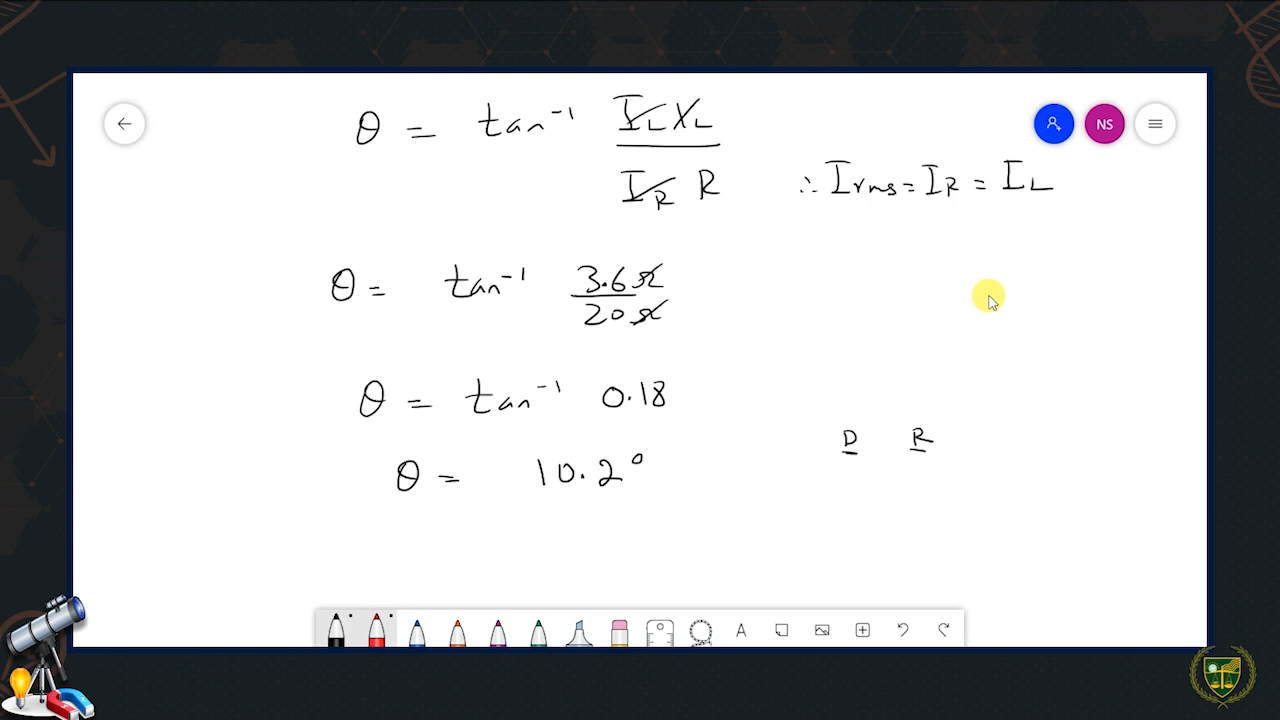 θ = tan⁻¹ I_L X_L / I_R R
∴ I_rms = I_R = I_L
θ = tan⁻¹ 3.6Ω / 20Ω
θ = tan⁻¹ 0.18
D R
θ = 10.2°
NS
A